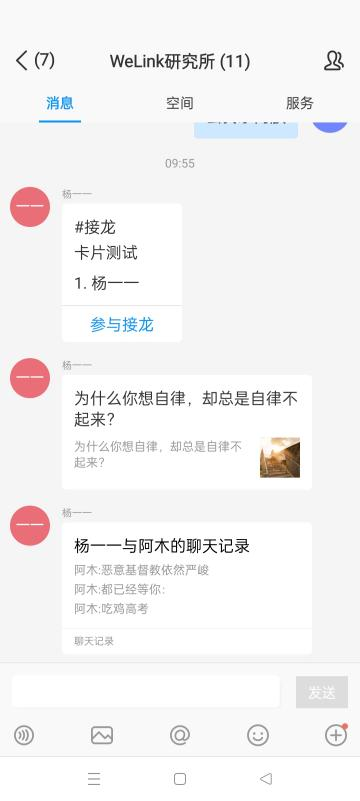 (7)
WeLink研究所 (11)
消息
空间
服务
09:55
杨一一
一一
#接龙
卡片测试
1. 杨一一
参与接龙
杨一一
一一
为什么你想自律，却总是自律不
起来？
为什么你想自律，却总是自律不
起来？
杨一一
一一
杨一一与阿木的聊天记录
阿木:恶意基督教依然严峻
阿木:都已经等你：
阿木:吃鸡高考
聊天记录
发送